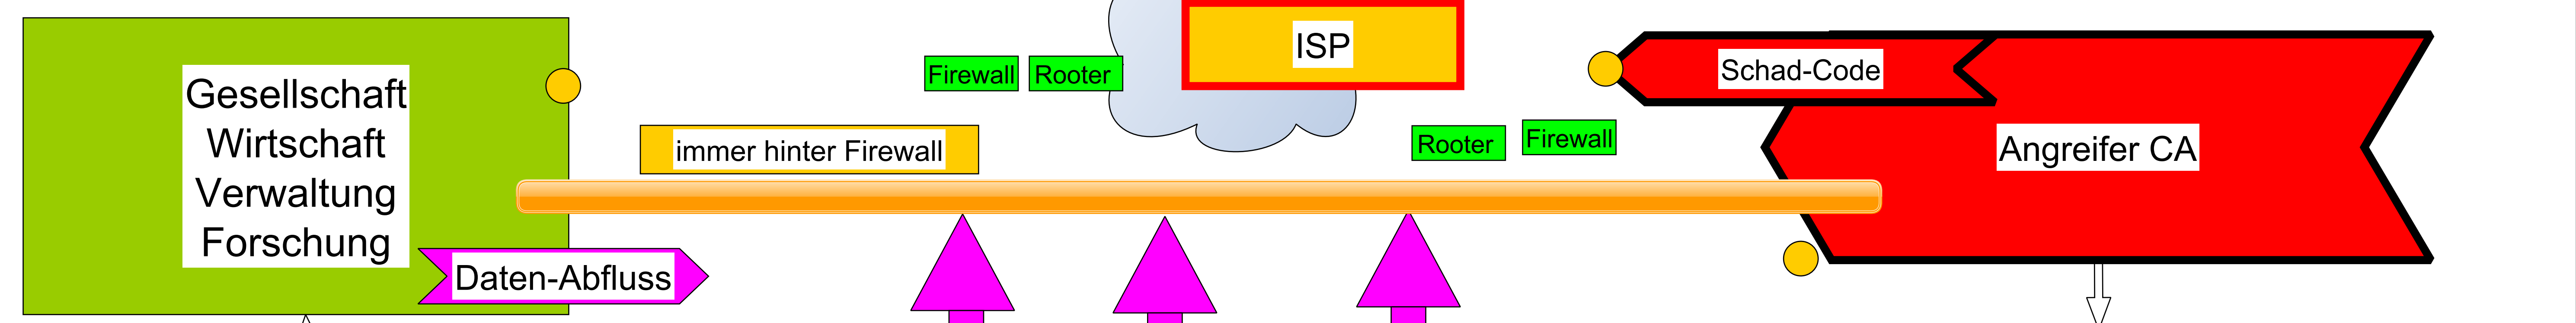 Gesellschaft
Wirtschaft
Verwaltung
Forschung
Daten-Abfluss
immer hinter Firewall
Firewall
Rooter
ISP
Rooter
Firewall
Schad-Code
Angreifer CA